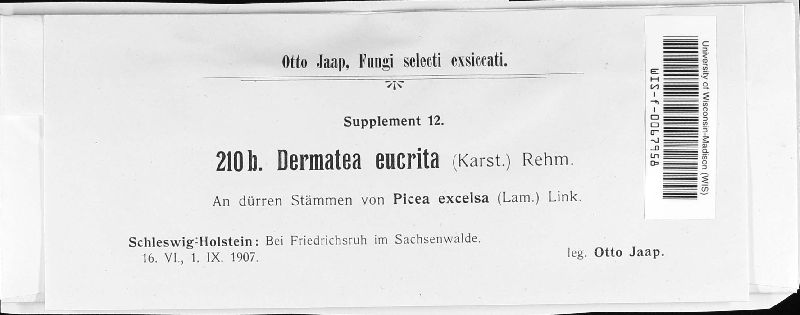 Otto Jaap, Fungi selecti exsiccati.
Supplement 12.
210 b. Dermatea eucrita (Karst.) Rehm.
An dürren Stämmen von Picea excelsa (Lam.) Link.
Schleswig-Holstein: Bei Friedrichsruh im Sachsenwalde.
16. VI., 1. IX. 1907.
leg. Otto Jaap.
University of Wisconsin-Madison (WIS)
WIS-f-0097958